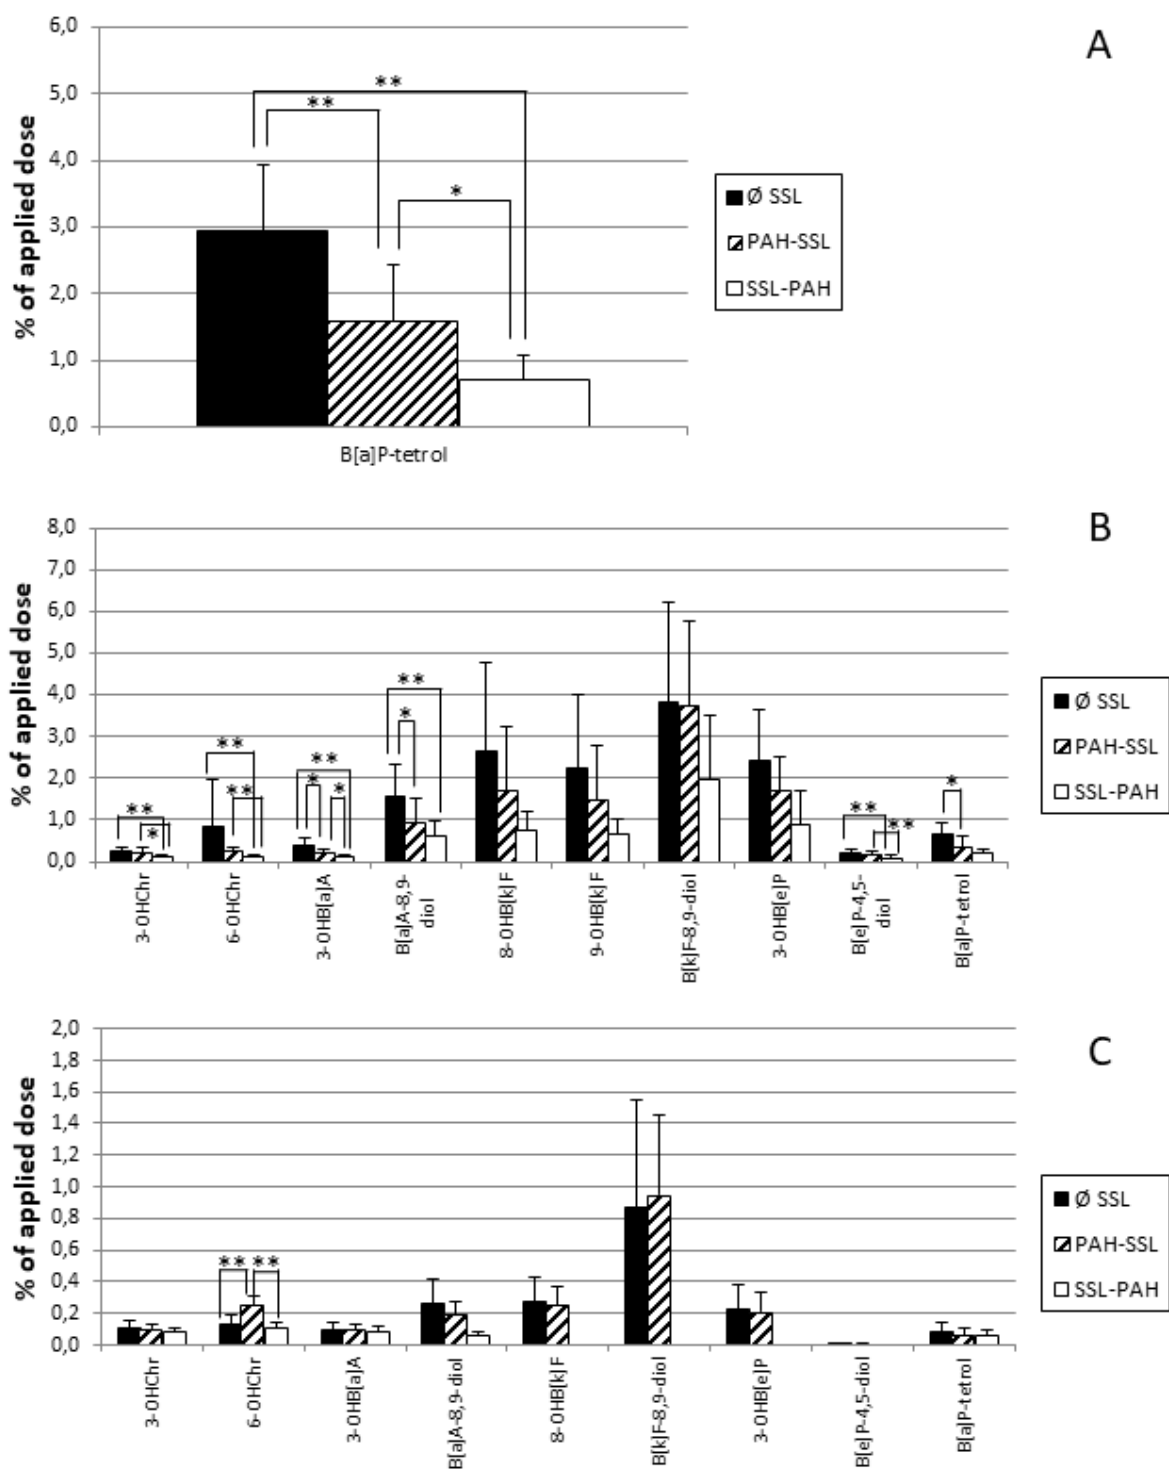 A
6,0
5,0
4,0
3,0
2,0
1,0
0,0
% of applied dose
**
**
*
B[a]P-tetrol
Ø SSL
PAH-SSL
SSL-PAH
B
8,0
7,0
6,0
5,0
4,0
3,0
2,0
1,0
0,0
% of applied dose
**
*
**
**
**
*
*
**
*
**
**
*
3-OHChr
6-OHChr
3-OHB[a]A
B[a]A-8,9-
diol
8-OHB[k]F
9-OHB[k]F
B[k]F-8,9-diol
3-OHB[e]P
B[e]P-4,5-
diol
B[a]P-tetrol
Ø SSL
PAH-SSL
SSL-PAH
C
2,0
1,8
1,6
1,4
1,2
1,0
0,8
0,6
0,4
0,2
0,0
% of applied dose
**
**
3-OHChr
6-OHChr
3-OHB[a]A
B[a]A-8,9-diol
8-OHB[k]F
B[k]F-8,9-diol
3-OHB[e]P
B[e]P-4,5-diol
B[a]P-tetrol
Ø SSL
PAH-SSL
SSL-PAH